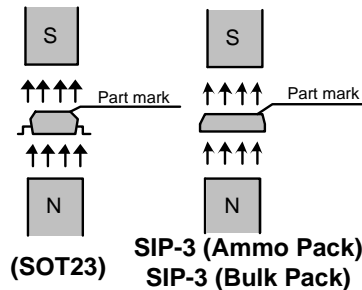 S
S
Part mark
Part mark
N
N
(SOT23)
SIP-3 (Ammo Pack)
SIP-3 (Bulk Pack)